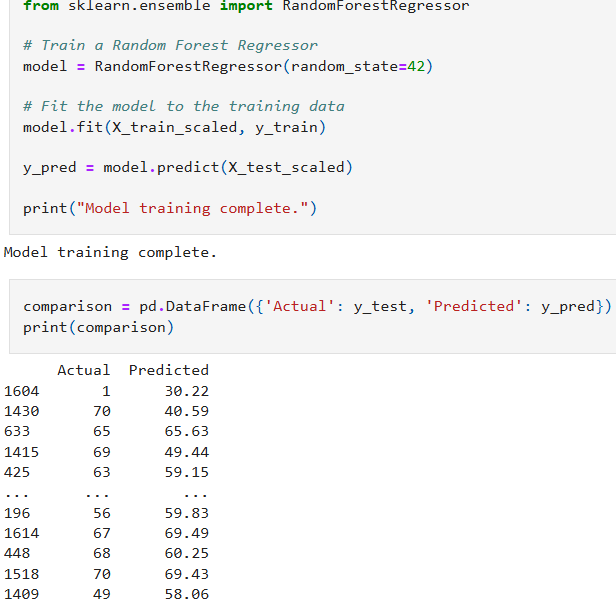 from sklearn.ensemble import RandomForestRegressor
# Train a Random Forest Regressor
model = RandomForestRegressor(random_state=42)
# Fit the model to the training data
model.fit(X_train_scaled, y_train)
y_pred = model.predict(X_test_scaled)
print("Model training complete.")
Model training complete.
comparison = pd.DataFrame({'Actual': y_test, 'Predicted': y_pred})
print(comparison)
Actual Predicted
1604 1 30.22
1430 70 40.59
633 65 65.63
1415 69 49.44
425 63 59.15
... ... ...
196 56 59.83
1614 67 69.49
448 68 60.25
1518 70 69.43
1409 49 58.06